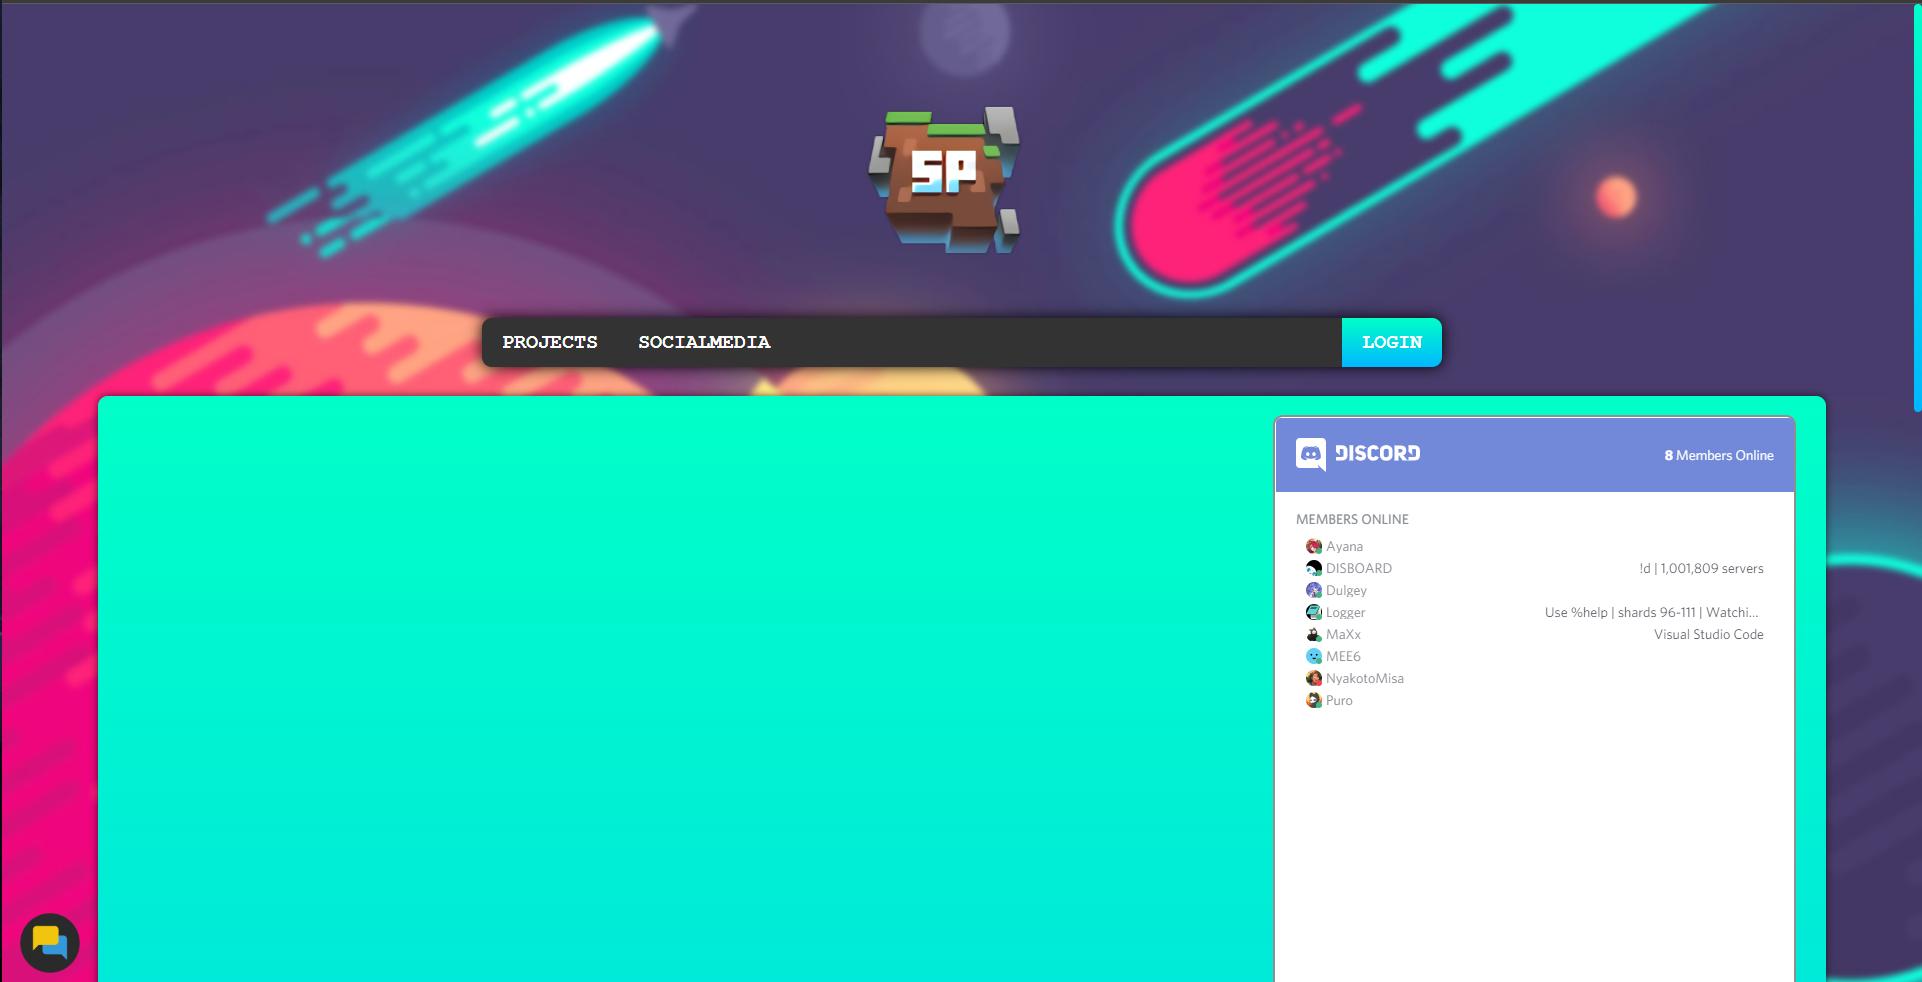 SP
PROJECTS SOCIALMEDIA LOGIN
DISCORD 8 Members Online
MEMBERS ONLINE
Ayana
DISBOARD !d | 1,001,809 servers
Dulgey
Logger Use %help | shards 96-111 | Watchi...
MaXx Visual Studio Code
MEE6
NyakotoMisa
Puro